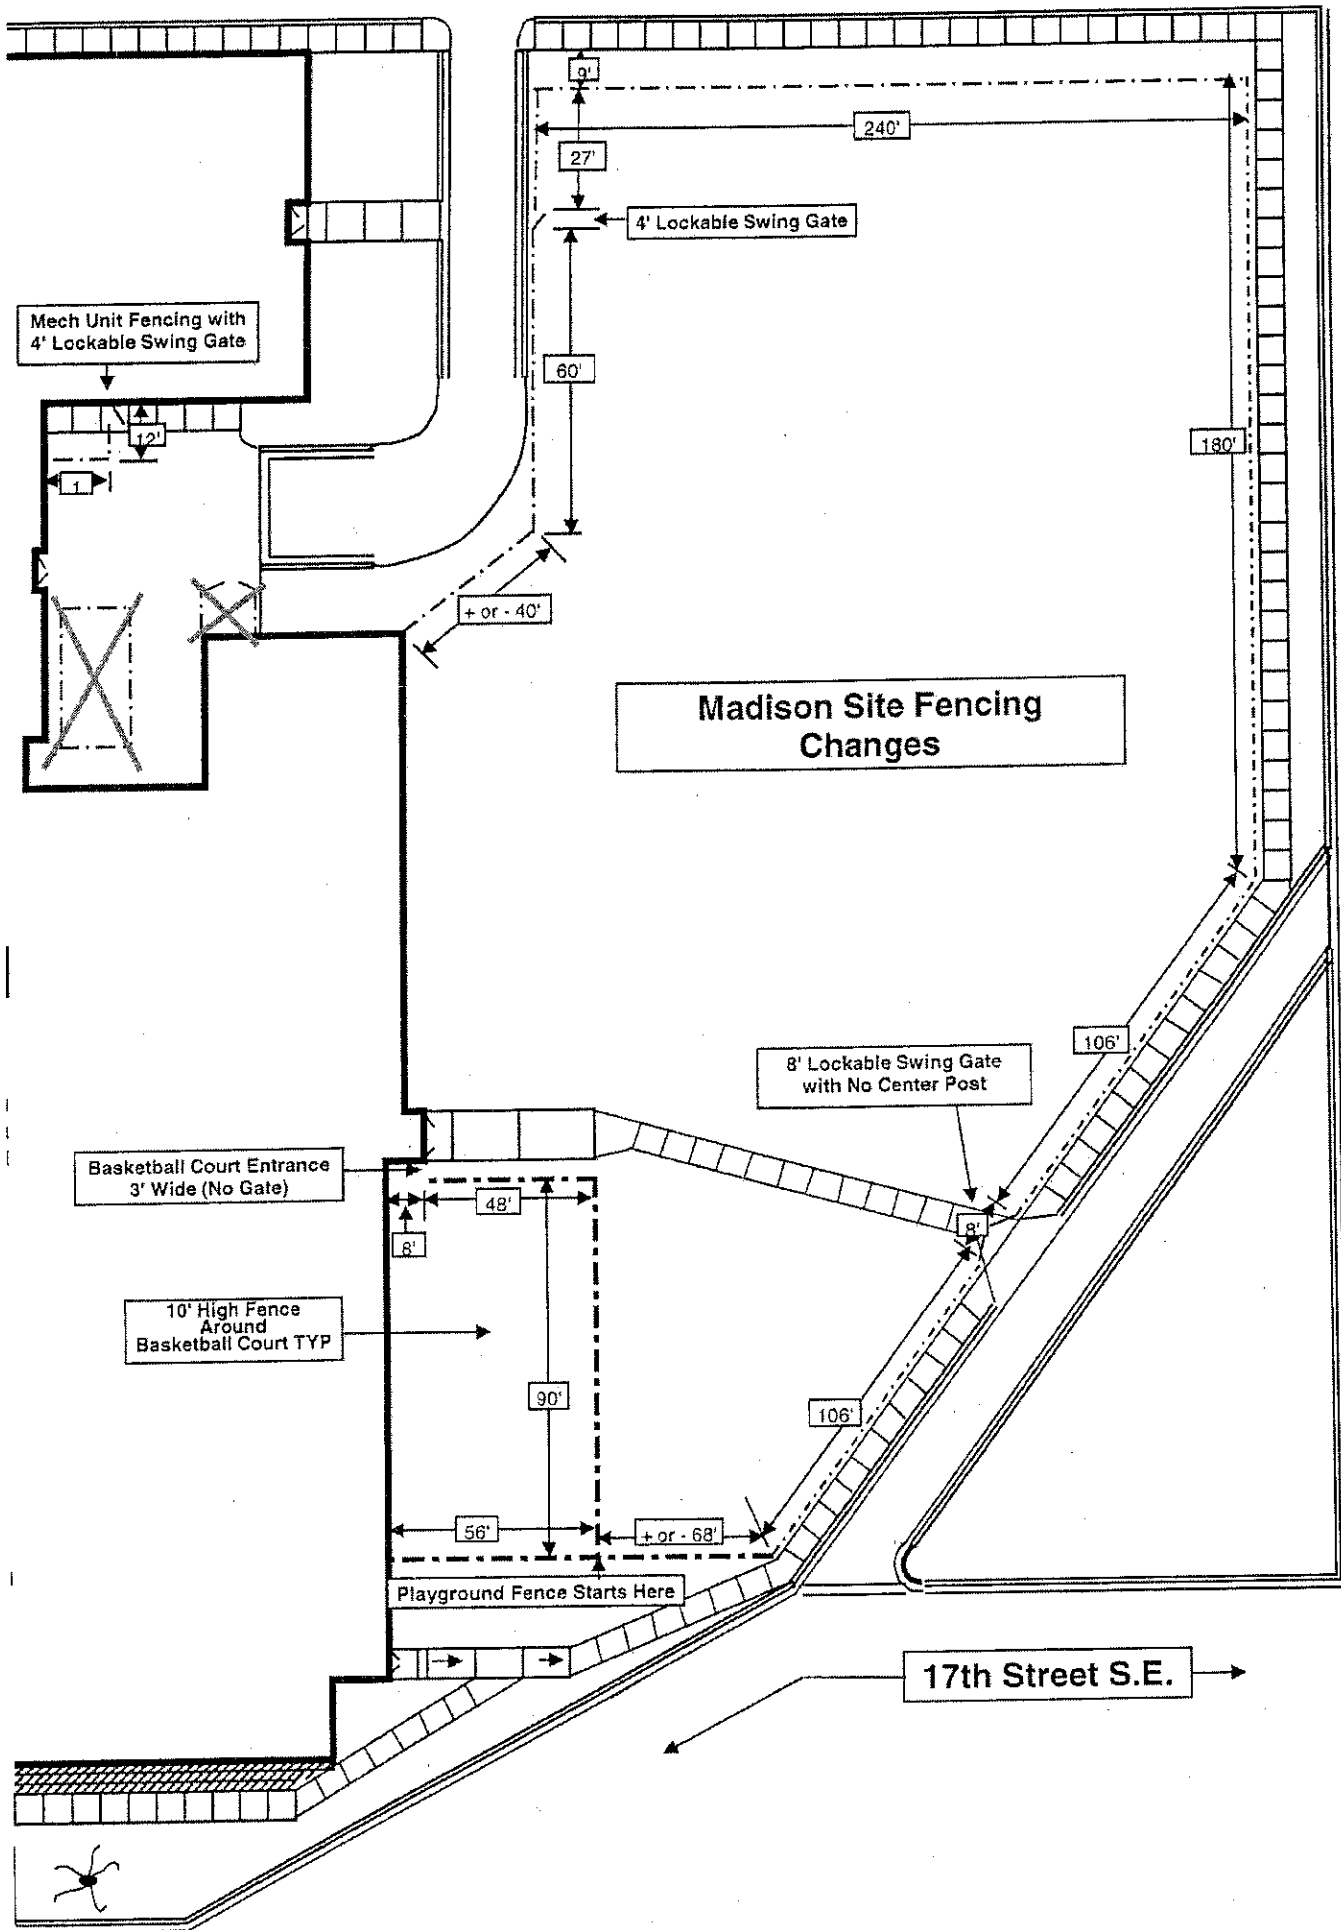 9'
240'
27'
4' Lockable Swing Gate
Mech Unit Fencing with
4' Lockable Swing Gate
60'
12'
180'
1
+ or - 40'
Madison Site Fencing
Changes
106'
8' Lockable Swing Gate
with No Center Post
Basketball Court Entrance
3' Wide (No Gate)
48'
8'
8'
10' High Fence
Around
Basketball Court TYP
90'
106'
56'
+ or - 68'
Playground Fence Starts Here
17th Street S.E.